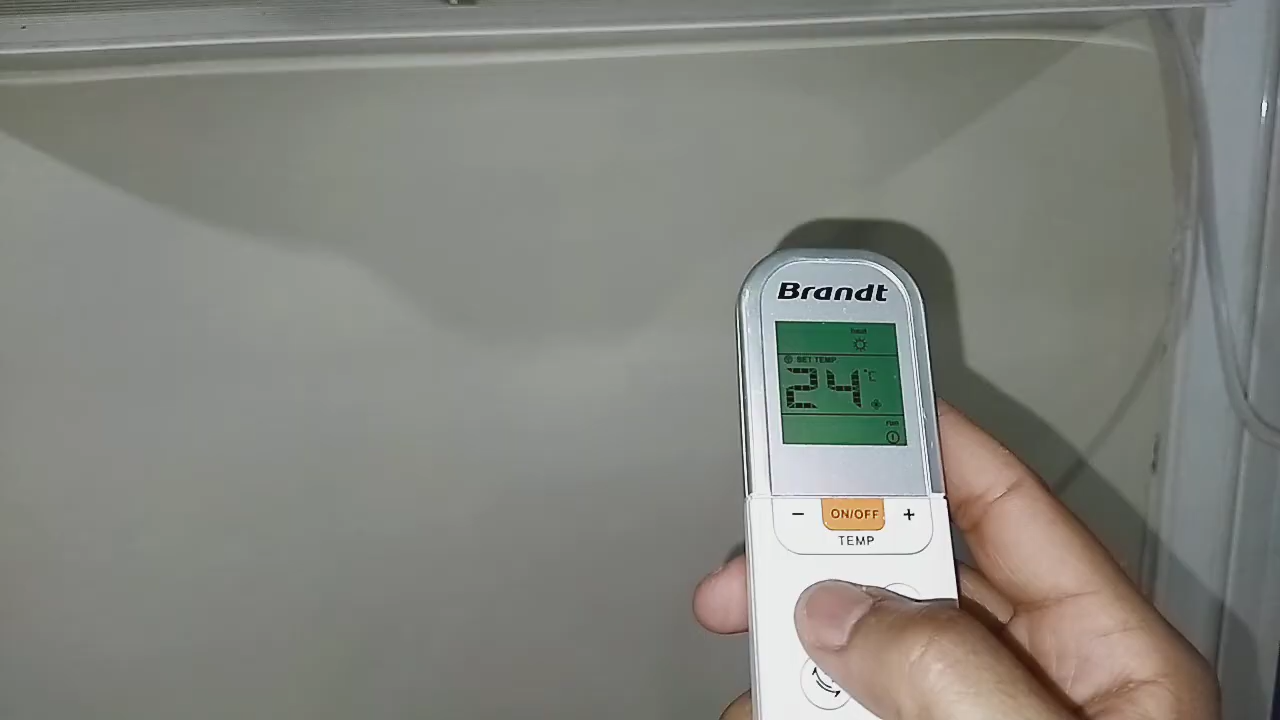 Brandt
heat
SET TEMP
24 °C
run
− ON/OFF +
TEMP